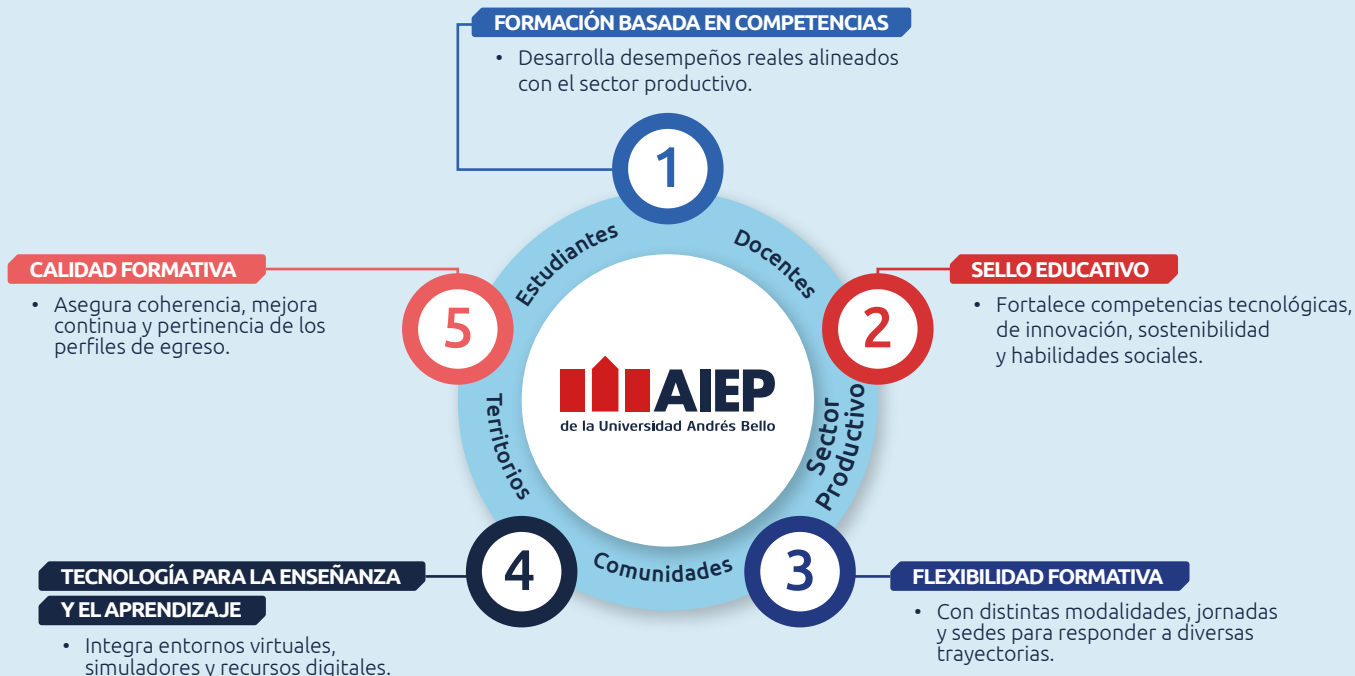 FORMACIÓN BASADA EN COMPETENCIAS
• Desarrolla desempeños reales alineados
con el sector productivo.
1
Estudiantes
Docentes
CALIDAD FORMATIVA
• Asegura coherencia, mejora
continua y pertinencia de los
perfiles de egreso.
5
2
SELLO EDUCATIVO
• Fortalece competencias tecnológicas,
de innovación, sostenibilidad
y habilidades sociales.
AIEP
de la Universidad Andrés Bello
Territorios
Sector
Productivo
Comunidades
TECNOLOGÍA PARA LA ENSEÑANZA
Y EL APRENDIZAJE
• Integra entornos virtuales,
simuladores y recursos digitales.
4
3
FLEXIBILIDAD FORMATIVA
• Con distintas modalidades, jornadas
y sedes para responder a diversas
trayectorias.